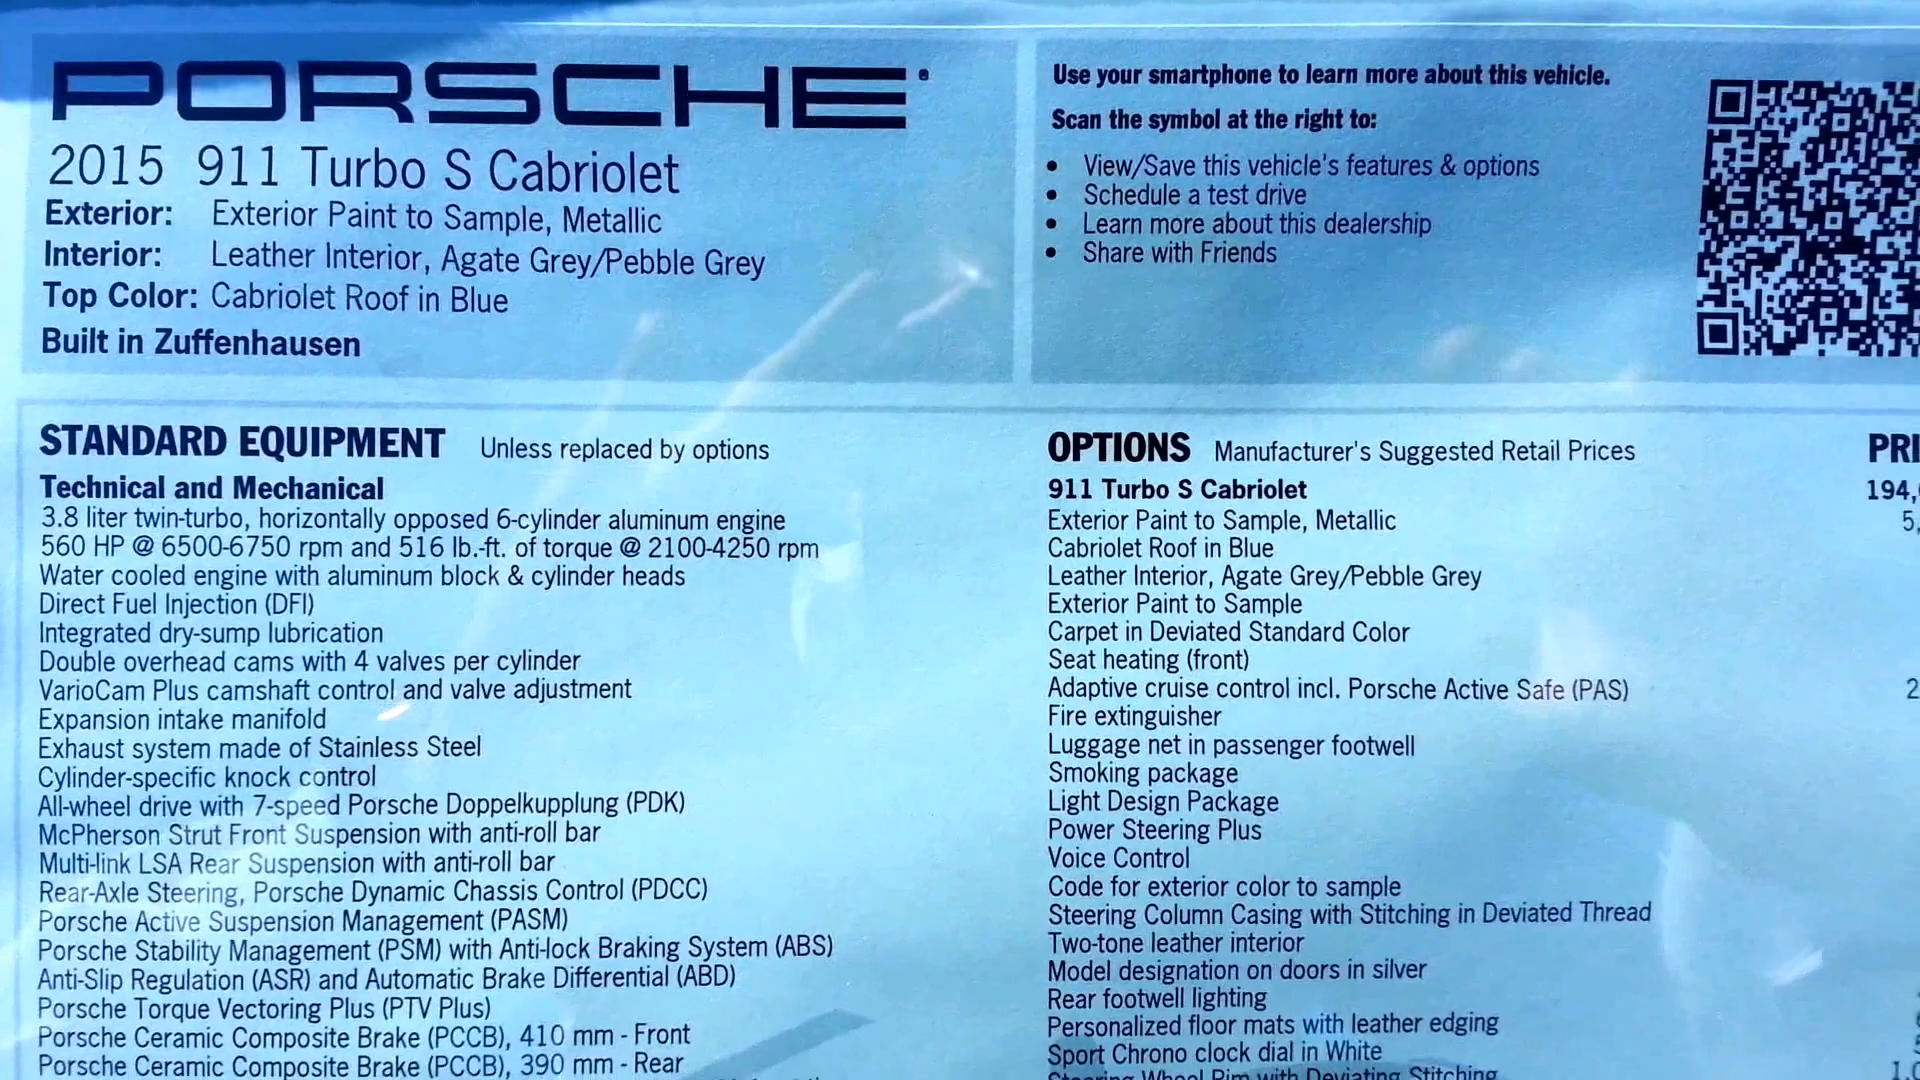 PORSCHE
2015 911 Turbo S Cabriolet
Exterior: Exterior Paint to Sample, Metallic
Interior: Leather Interior, Agate Grey/Pebble Grey
Top Color: Cabriolet Roof in Blue
Built in Zuffenhausen
Use your smartphone to learn more about this vehicle.
Scan the symbol at the right to:
• View/Save this vehicle's features & options
• Schedule a test drive
• Learn more about this dealership
• Share with Friends
STANDARD EQUIPMENT Unless replaced by options
Technical and Mechanical
3.8 liter twin-turbo, horizontally opposed 6-cylinder aluminum engine
560 HP @ 6500-6750 rpm and 516 lb.-ft. of torque @ 2100-4250 rpm
Water cooled engine with aluminum block & cylinder heads
Direct Fuel Injection (DFI)
Integrated dry-sump lubrication
Double overhead cams with 4 valves per cylinder
VarioCam Plus camshaft control and valve adjustment
Expansion intake manifold
Exhaust system made of Stainless Steel
Cylinder-specific knock control
All-wheel drive with 7-speed Porsche Doppelkupplung (PDK)
McPherson Strut Front Suspension with anti-roll bar
Multi-link LSA Rear Suspension with anti-roll bar
Rear-Axle Steering, Porsche Dynamic Chassis Control (PDCC)
Porsche Active Suspension Management (PASM)
Porsche Stability Management (PSM) with Anti-lock Braking System (ABS)
Anti-Slip Regulation (ASR) and Automatic Brake Differential (ABD)
Porsche Torque Vectoring Plus (PTV Plus)
Porsche Ceramic Composite Brake (PCCB), 410 mm - Front
Porsche Ceramic Composite Brake (PCCB), 390 mm - Rear
OPTIONS Manufacturer's Suggested Retail Prices PRI
911 Turbo S Cabriolet 194,
Exterior Paint to Sample, Metallic 5,
Cabriolet Roof in Blue
Leather Interior, Agate Grey/Pebble Grey
Exterior Paint to Sample
Carpet in Deviated Standard Color
Seat heating (front)
Adaptive cruise control incl. Porsche Active Safe (PAS) 2
Fire extinguisher
Luggage net in passenger footwell
Smoking package
Light Design Package
Power Steering Plus
Voice Control
Code for exterior color to sample
Steering Column Casing with Stitching in Deviated Thread
Two-tone leather interior
Model designation on doors in silver
Rear footwell lighting
Personalized floor mats with leather edging
Sport Chrono clock dial in White
Steering Wheel Rim with Deviating Stitching 1,0